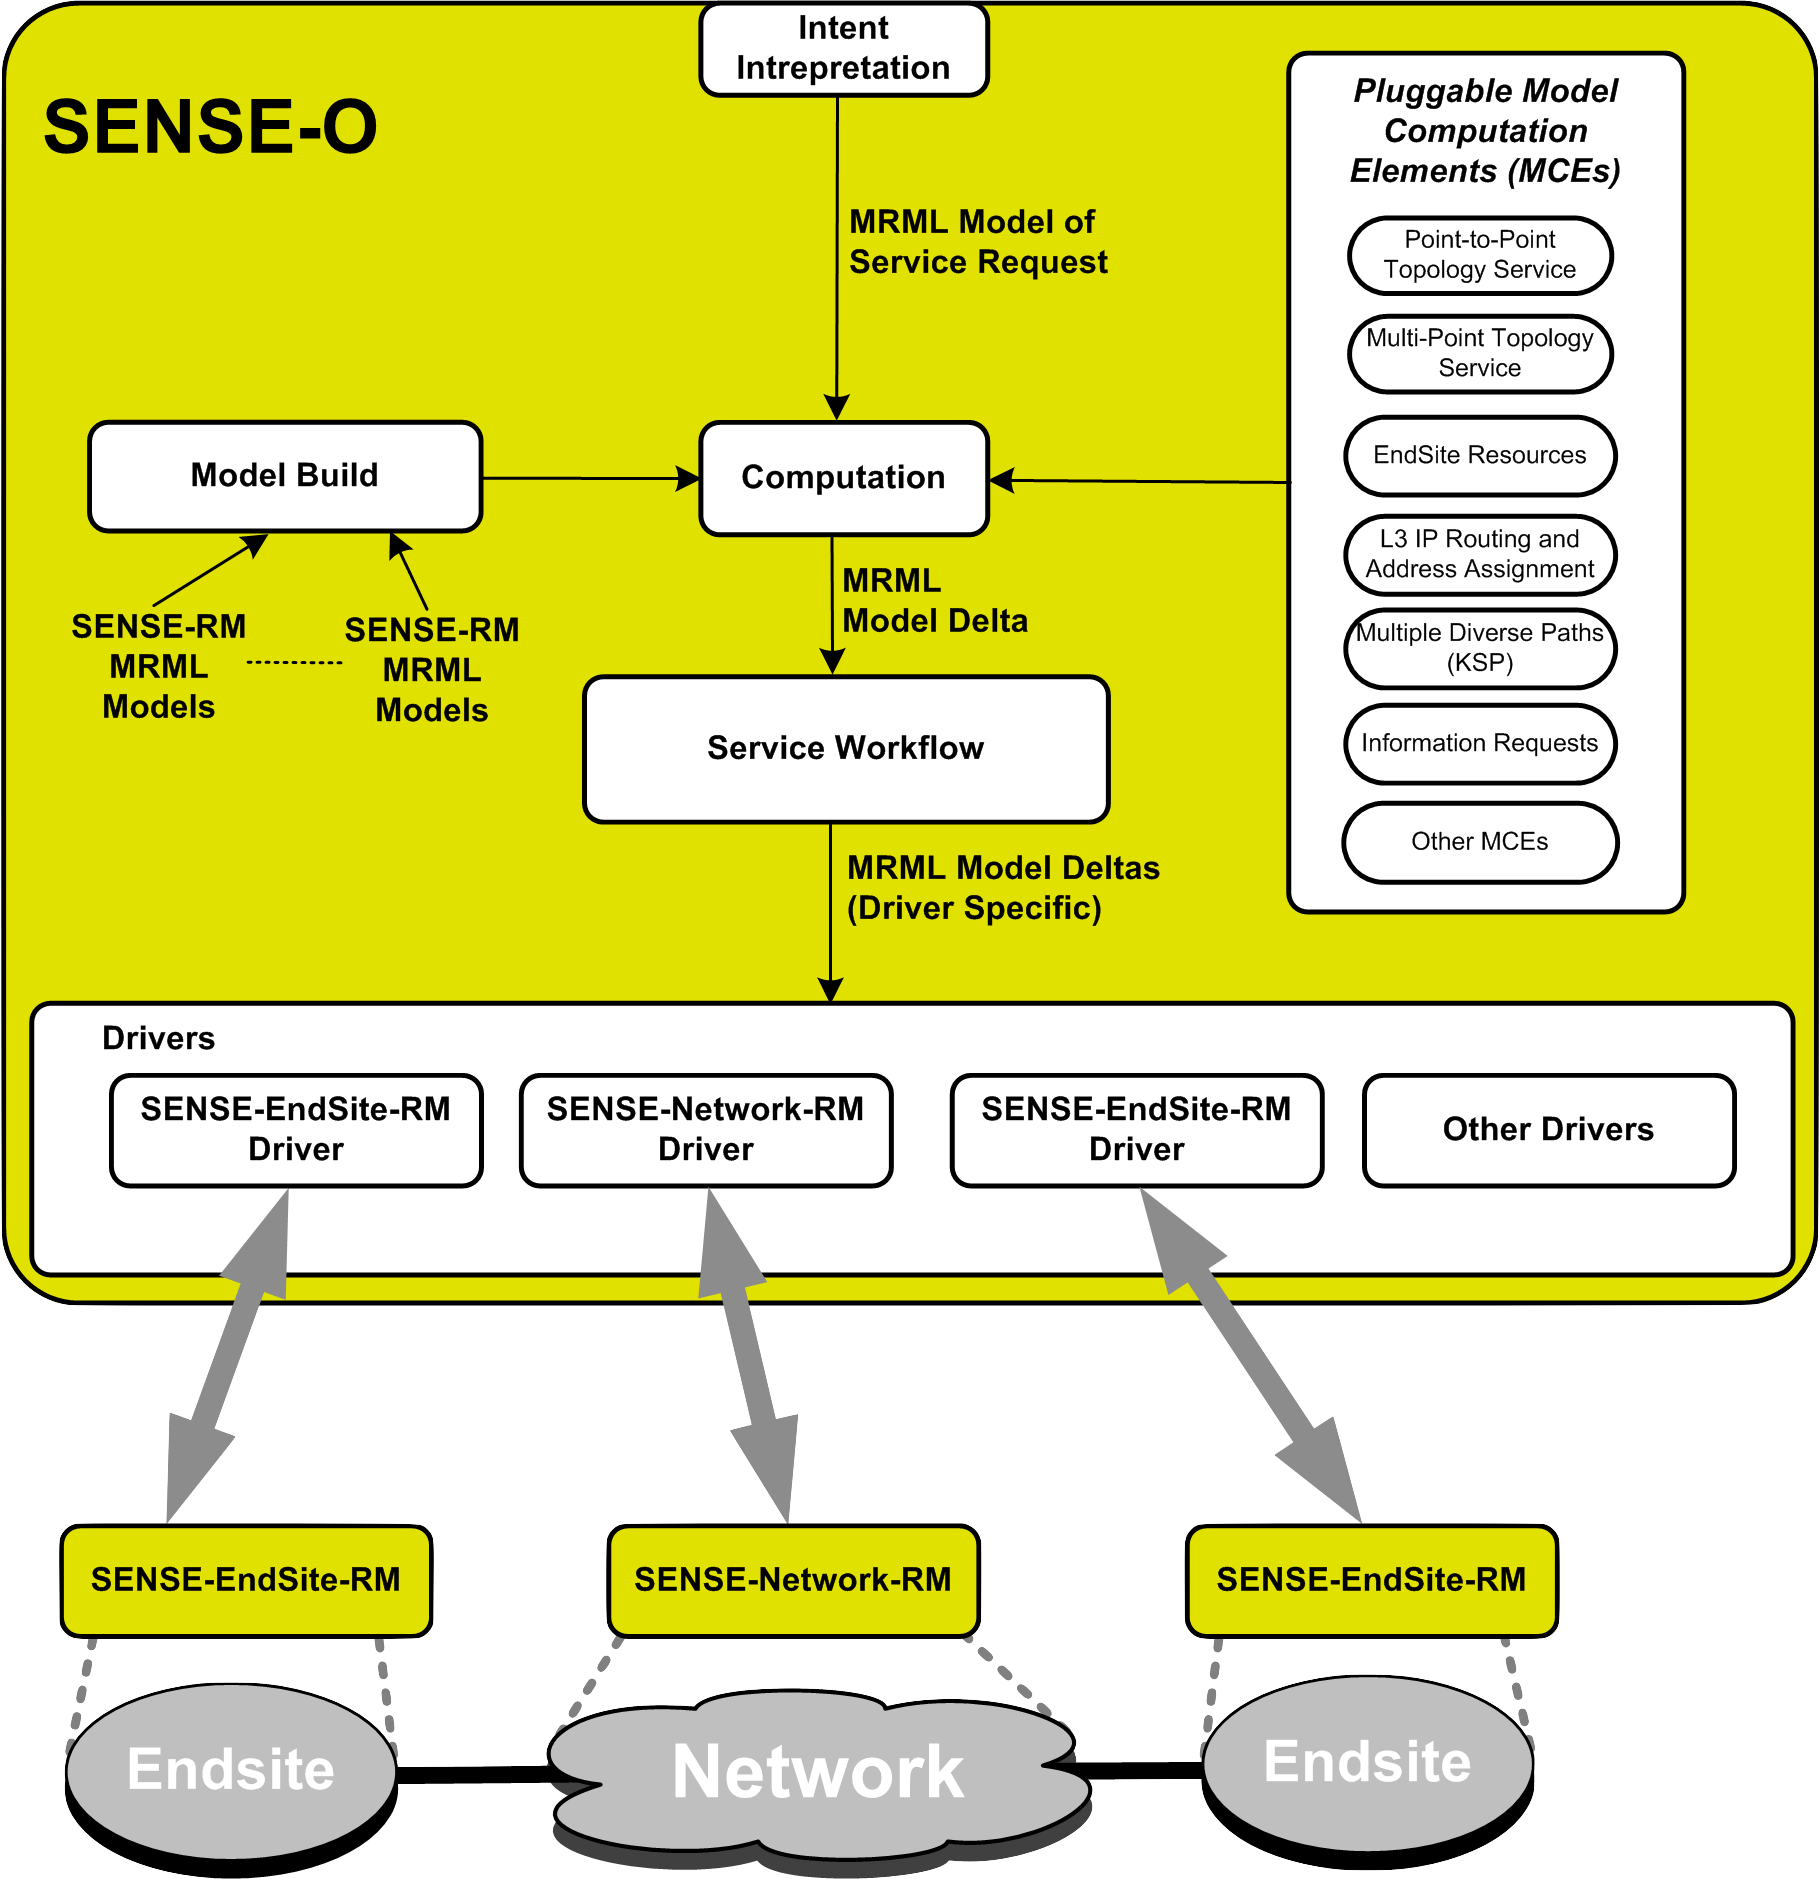 Intent
Intrepretation
SENSE-O
Pluggable Model
Computation
Elements (MCEs)
MRML Model of
Service Request
Point-to-Point
Topology Service
Multi-Point Topology
Service
EndSite Resources
L3 IP Routing and
Address Assignment
Multiple Diverse Paths
(KSP)
Information Requests
Other MCEs
Model Build
Computation
SENSE-RM
MRML
Models
SENSE-RM
MRML
Models
MRML
Model Delta
Service Workflow
MRML Model Deltas
(Driver Specific)
Drivers
SENSE-EndSite-RM
Driver
SENSE-Network-RM
Driver
SENSE-EndSite-RM
Driver
Other Drivers
SENSE-EndSite-RM
SENSE-Network-RM
SENSE-EndSite-RM
Endsite
Network
Endsite